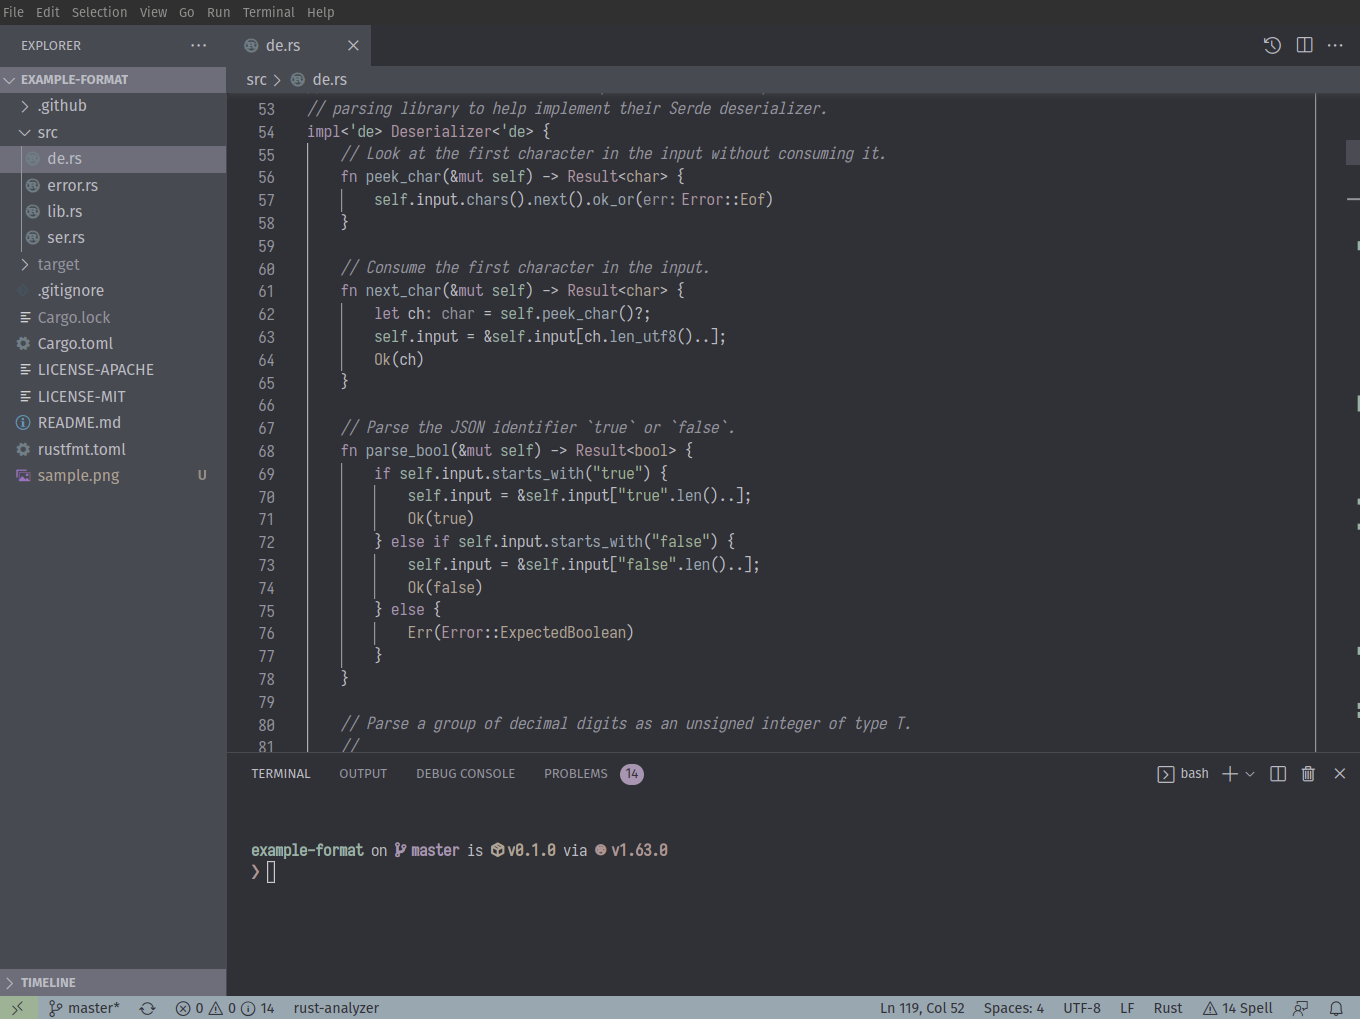 File Edit Selection View Go Run Terminal Help
EXPLORER
de.rs
EXAMPLE-FORMAT
src > de.rs
.github
src
de.rs
error.rs
lib.rs
ser.rs
target
.gitignore
Cargo.lock
Cargo.toml
LICENSE-APACHE
LICENSE-MIT
README.md
rustfmt.toml
sample.png U
TIMELINE
53 // parsing library to help implement their Serde deserializer.
54 impl<'de> Deserializer<'de> {
55 // Look at the first character in the input without consuming it.
56 fn peek_char(&mut self) -> Result<char> {
57 self.input.chars().next().ok_or(err: Error::Eof)
58 }
59
60 // Consume the first character in the input.
61 fn next_char(&mut self) -> Result<char> {
62 let ch: char = self.peek_char()?;
63 self.input = &self.input[ch.len_utf8()..];
64 Ok(ch)
65 }
66
67 // Parse the JSON identifier `true` or `false`.
68 fn parse_bool(&mut self) -> Result<bool> {
69 if self.input.starts_with("true") {
70 self.input = &self.input["true".len()..];
71 Ok(true)
72 } else if self.input.starts_with("false") {
73 self.input = &self.input["false".len()..];
74 Ok(false)
75 } else {
76 Err(Error::ExpectedBoolean)
77 }
78 }
79
80 // Parse a group of decimal digits as an unsigned integer of type T.
81 //
TERMINAL OUTPUT DEBUG CONSOLE PROBLEMS 14 bash
example-format on master is v0.1.0 via v1.63.0
❯
master* 0 0 14 rust-analyzer Ln 119, Col 52 Spaces: 4 UTF-8 LF Rust 14 Spell